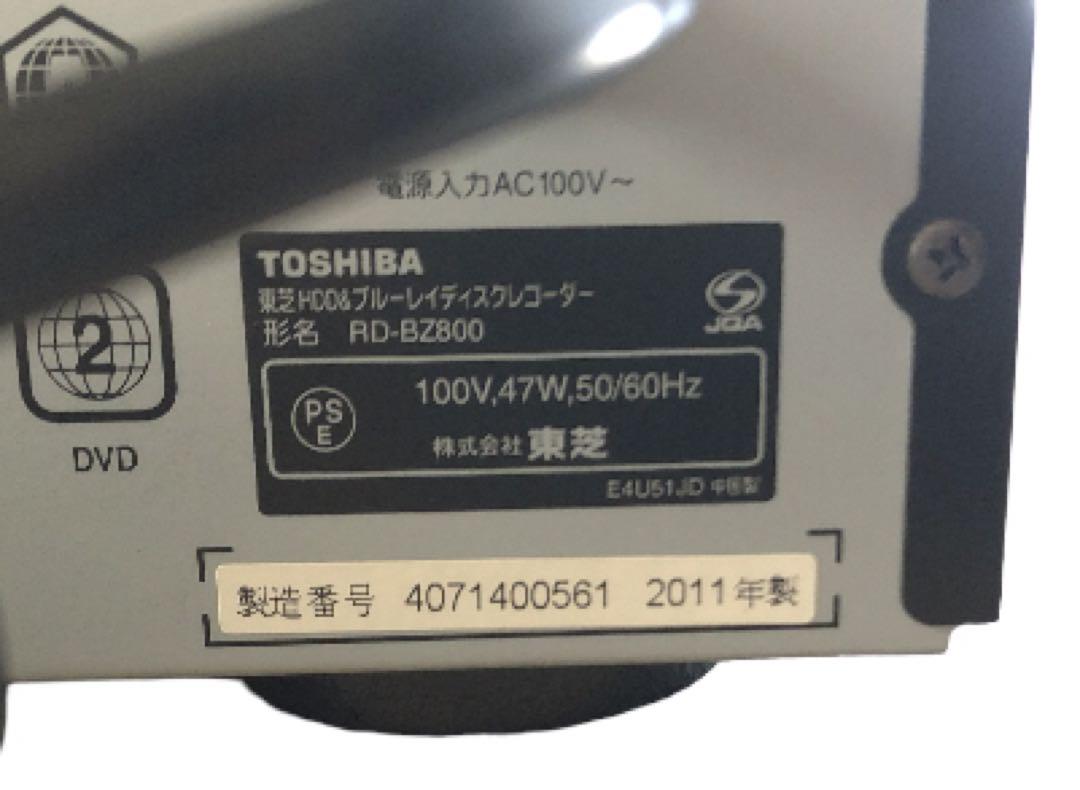 電源入力AC100V～
TOSHIBA
東芝HDD&ブルーレイディスクレコーダー
形名 RD-BZ800
JQA
PS
E
100V,47W,50/60Hz
株式会社 東芝
E4U51JD 中国製
2
DVD
製造番号 4071400561 2011年製